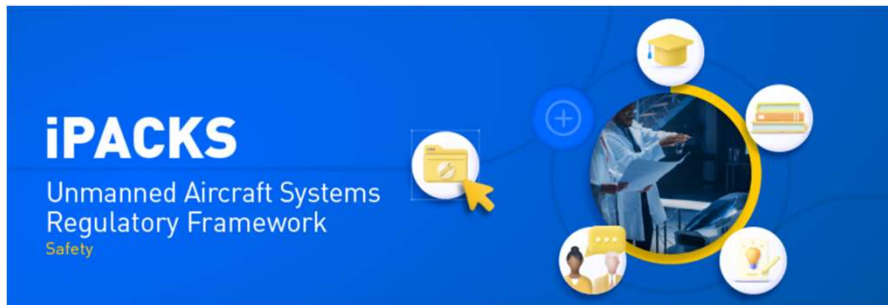 iPACKS
Unmanned Aircraft Systems
Regulatory Framework
Safety